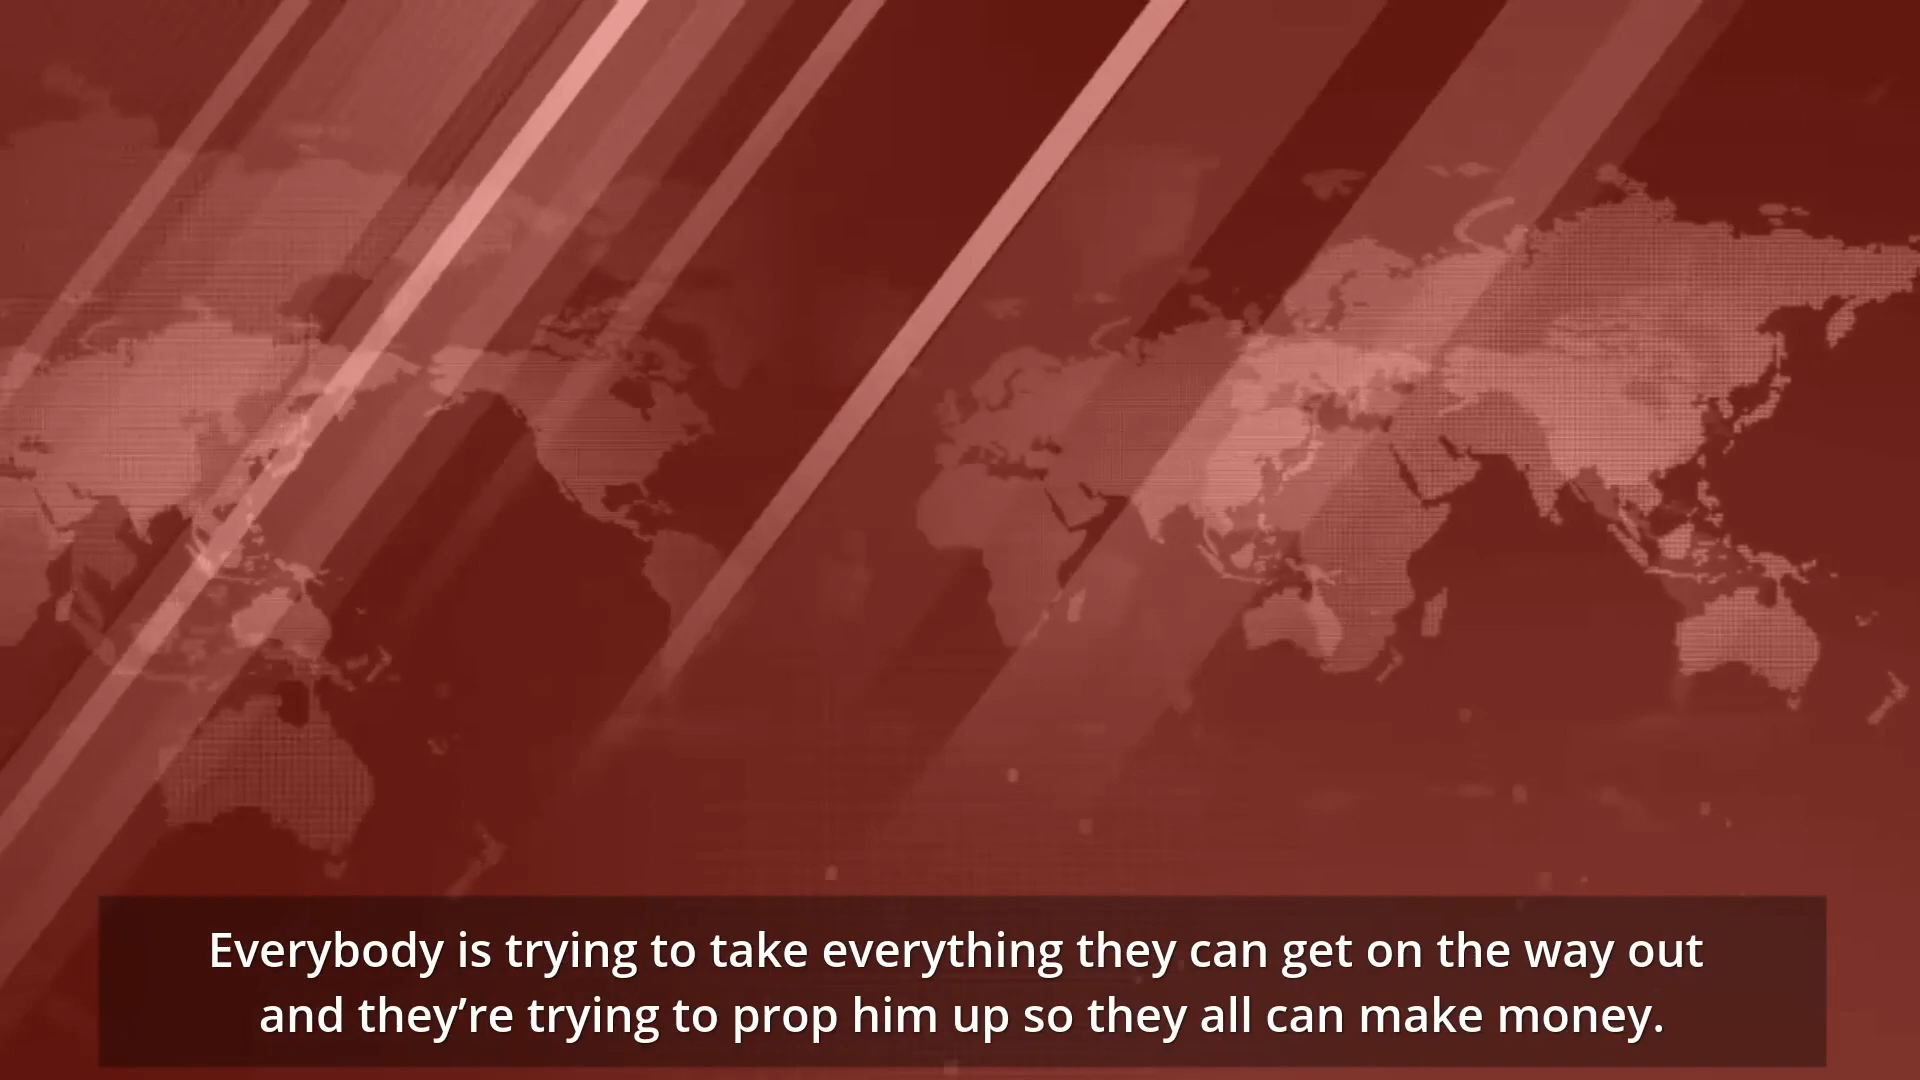 Everybody is trying to take everything they can get on the way out
and they’re trying to prop him up so they all can make money.